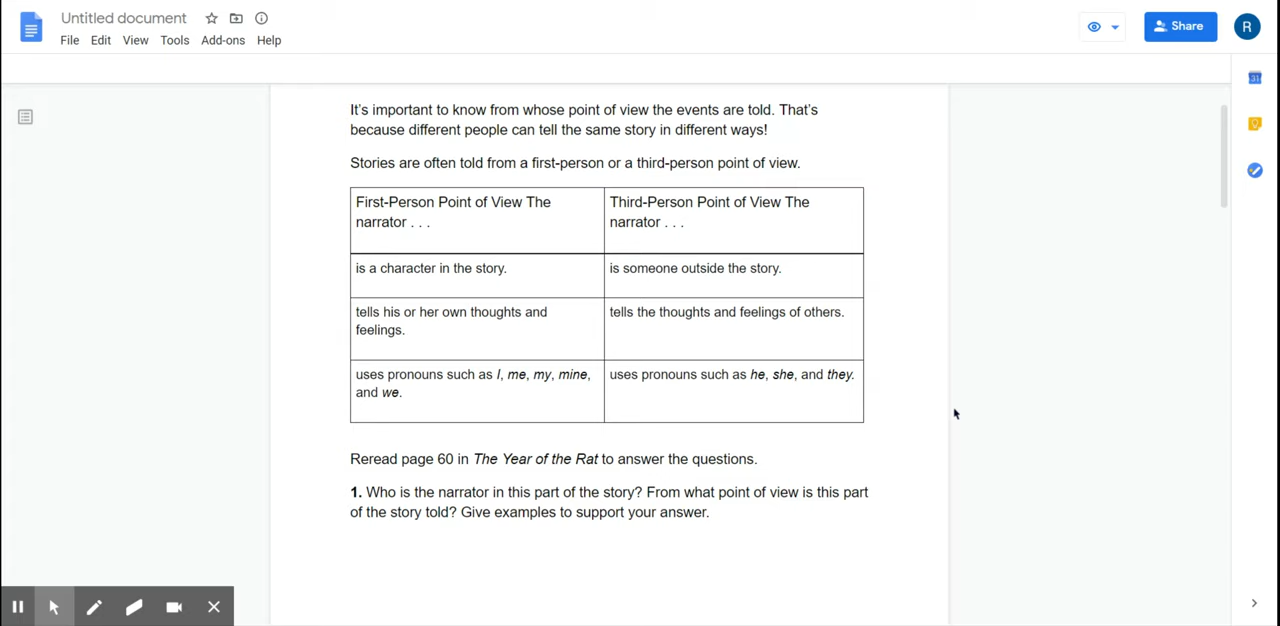 Untitled document
File Edit View Tools Add-ons Help
Share
R
31
It's important to know from whose point of view the events are told. That's
because different people can tell the same story in different ways!
Stories are often told from a first-person or a third-person point of view.
First-Person Point of View The
narrator . . .
Third-Person Point of View The
narrator . . .
is a character in the story.
is someone outside the story.
tells his or her own thoughts and
feelings.
tells the thoughts and feelings of others.
uses pronouns such as I, me, my, mine,
and we.
uses pronouns such as he, she, and they.
Reread page 60 in The Year of the Rat to answer the questions.
1. Who is the narrator in this part of the story? From what point of view is this part
of the story told? Give examples to support your answer.